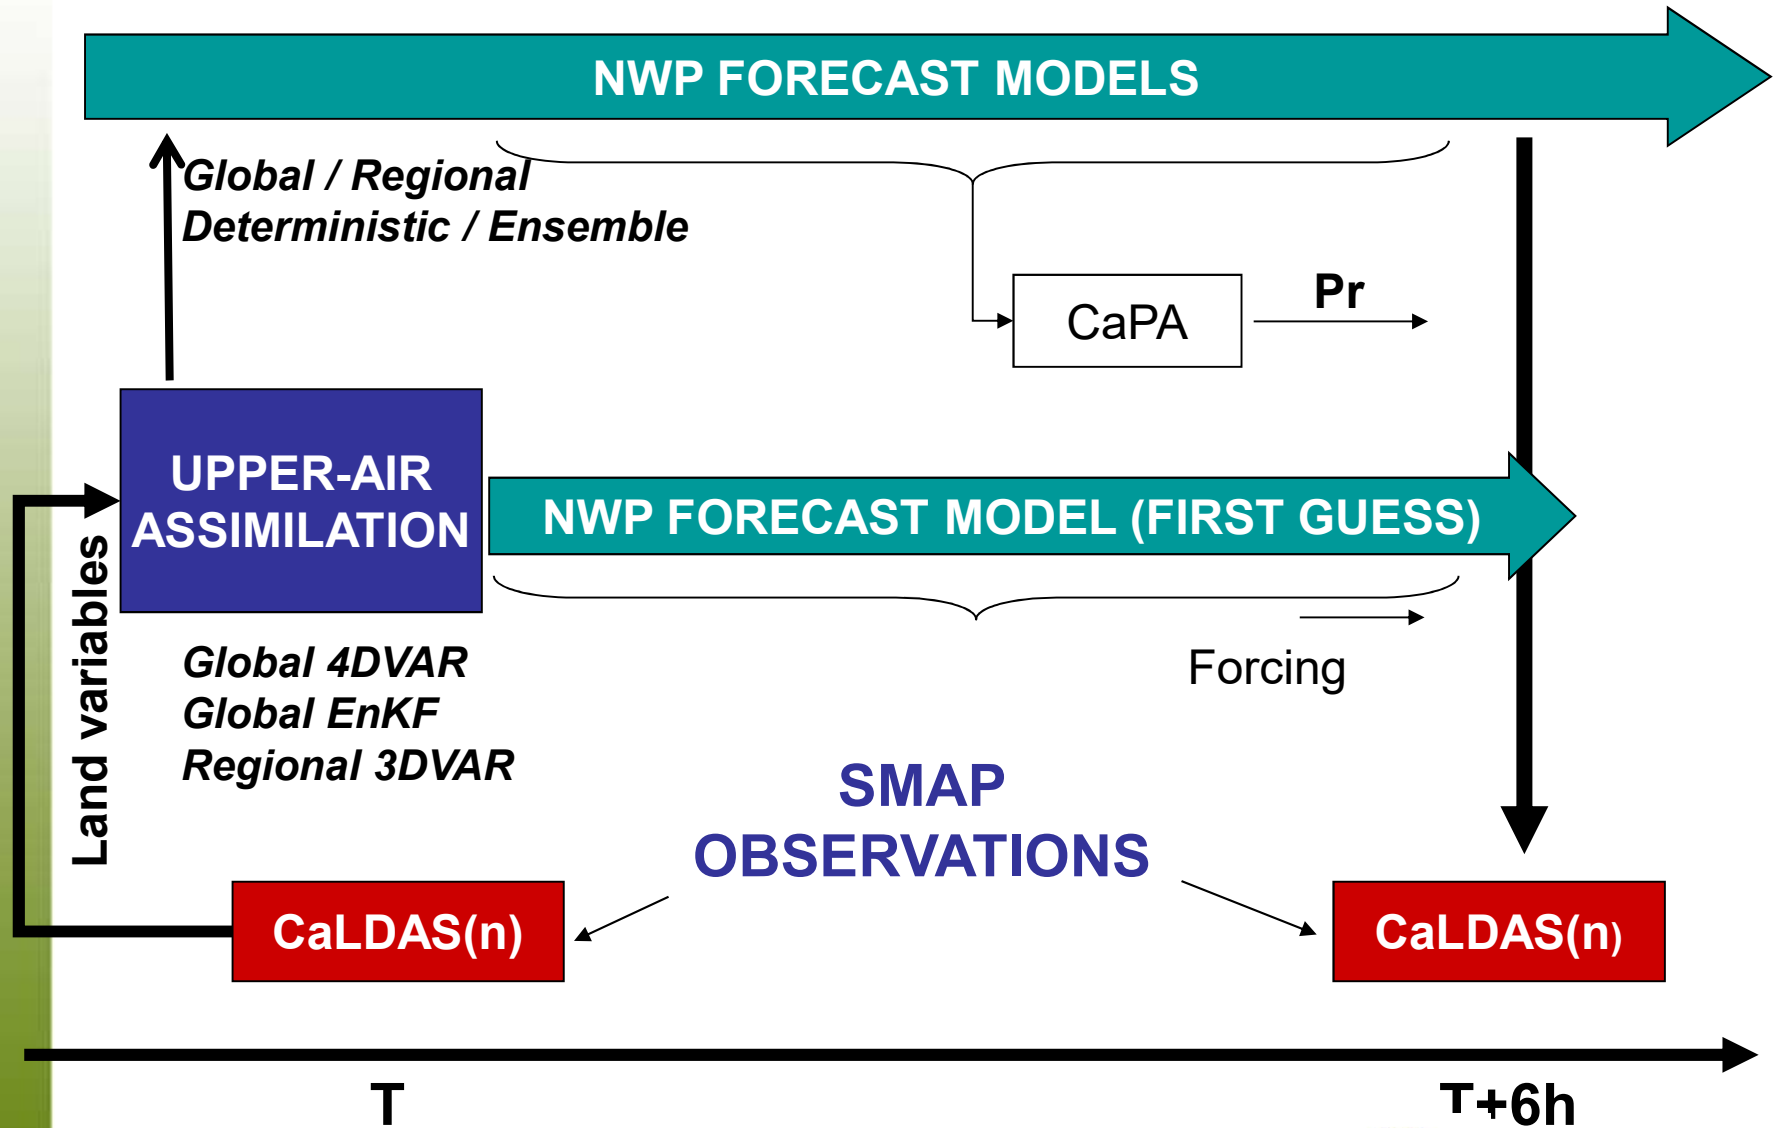 NWP FORECAST MODELS
Global / Regional
Deterministic / Ensemble
CaPA
Pr
UPPER-AIR
ASSIMILATION
NWP FORECAST MODEL (FIRST GUESS)
Land variables
Forcing
Global 4DVAR
Global EnKF
Regional 3DVAR
SMAP
OBSERVATIONS
CaLDAS(n)
CaLDAS(n)
T
T+6h